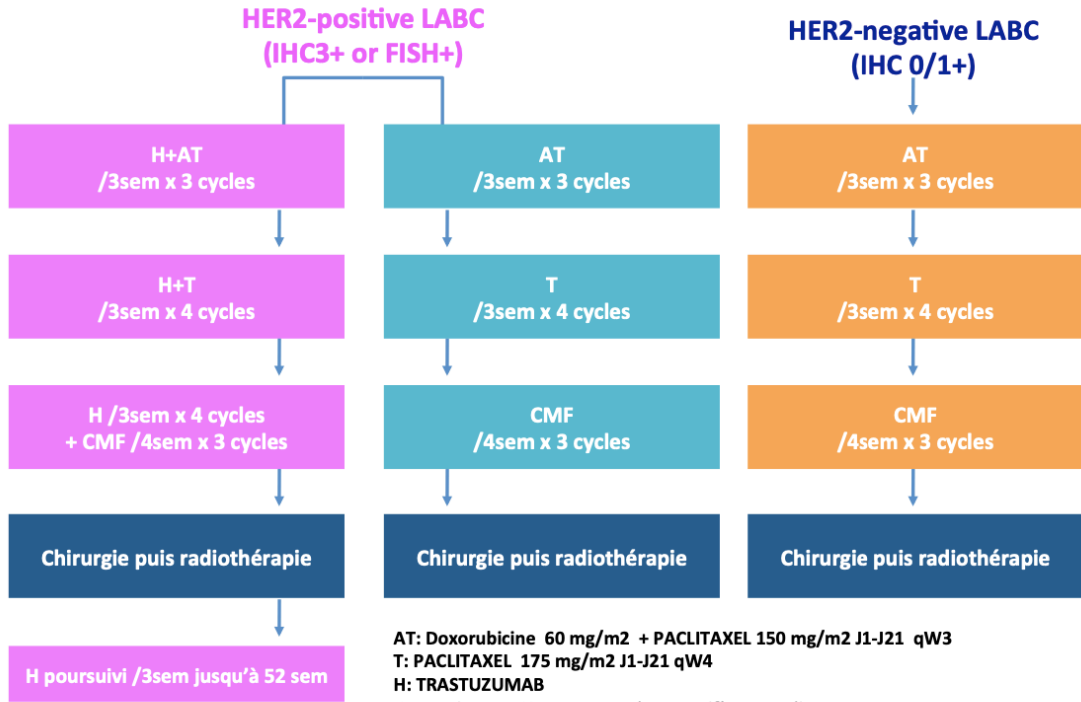 HER2-positive LABC
(IHC3+ or FISH+)
HER2-negative LABC
(IHC 0/1+)
H+AT
/3sem x 3 cycles
H+T
/3sem x 4 cycles
H /3sem x 4 cycles
+ CMF /4sem x 3 cycles
Chirurgie puis radiothérapie
H poursuivi /3sem jusqu'à 52 sem
AT
/3sem x 3 cycles
T
/3sem x 4 cycles
CMF
/4sem x 3 cycles
Chirurgie puis radiothérapie
AT
/3sem x 3 cycles
T
/3sem x 4 cycles
CMF
/4sem x 3 cycles
Chirurgie puis radiothérapie
AT: Doxorubicine 60 mg/m2 + PACLITAXEL 150 mg/m2 J1-J21 qW3
T: PACLITAXEL 175 mg/m2 J1-J21 qW4
H: TRASTUZUMAB